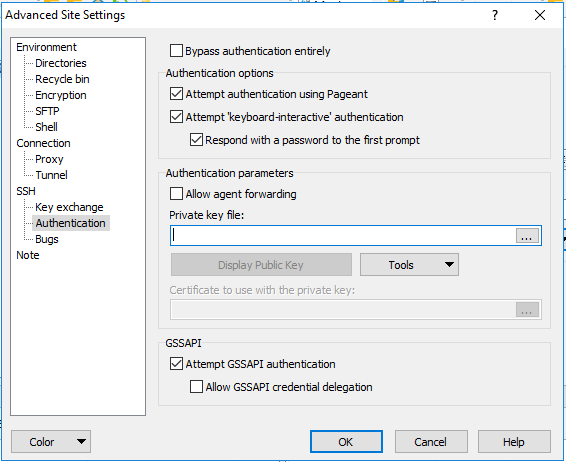 Advanced Site Settings
?
Environment
Directories
Recycle bin
Encryption
SFTP
Shell
Connection
Proxy
Tunnel
SSH
Key exchange
Authentication
Bugs
Note
Bypass authentication entirely
Authentication options
Attempt authentication using Pageant
Attempt 'keyboard-interactive' authentication
Respond with a password to the first prompt
Authentication parameters
Allow agent forwarding
Private key file:
...
Display Public Key
Tools
Certificate to use with the private key:
...
GSSAPI
Attempt GSSAPI authentication
Allow GSSAPI credential delegation
Color
OK
Cancel
Help